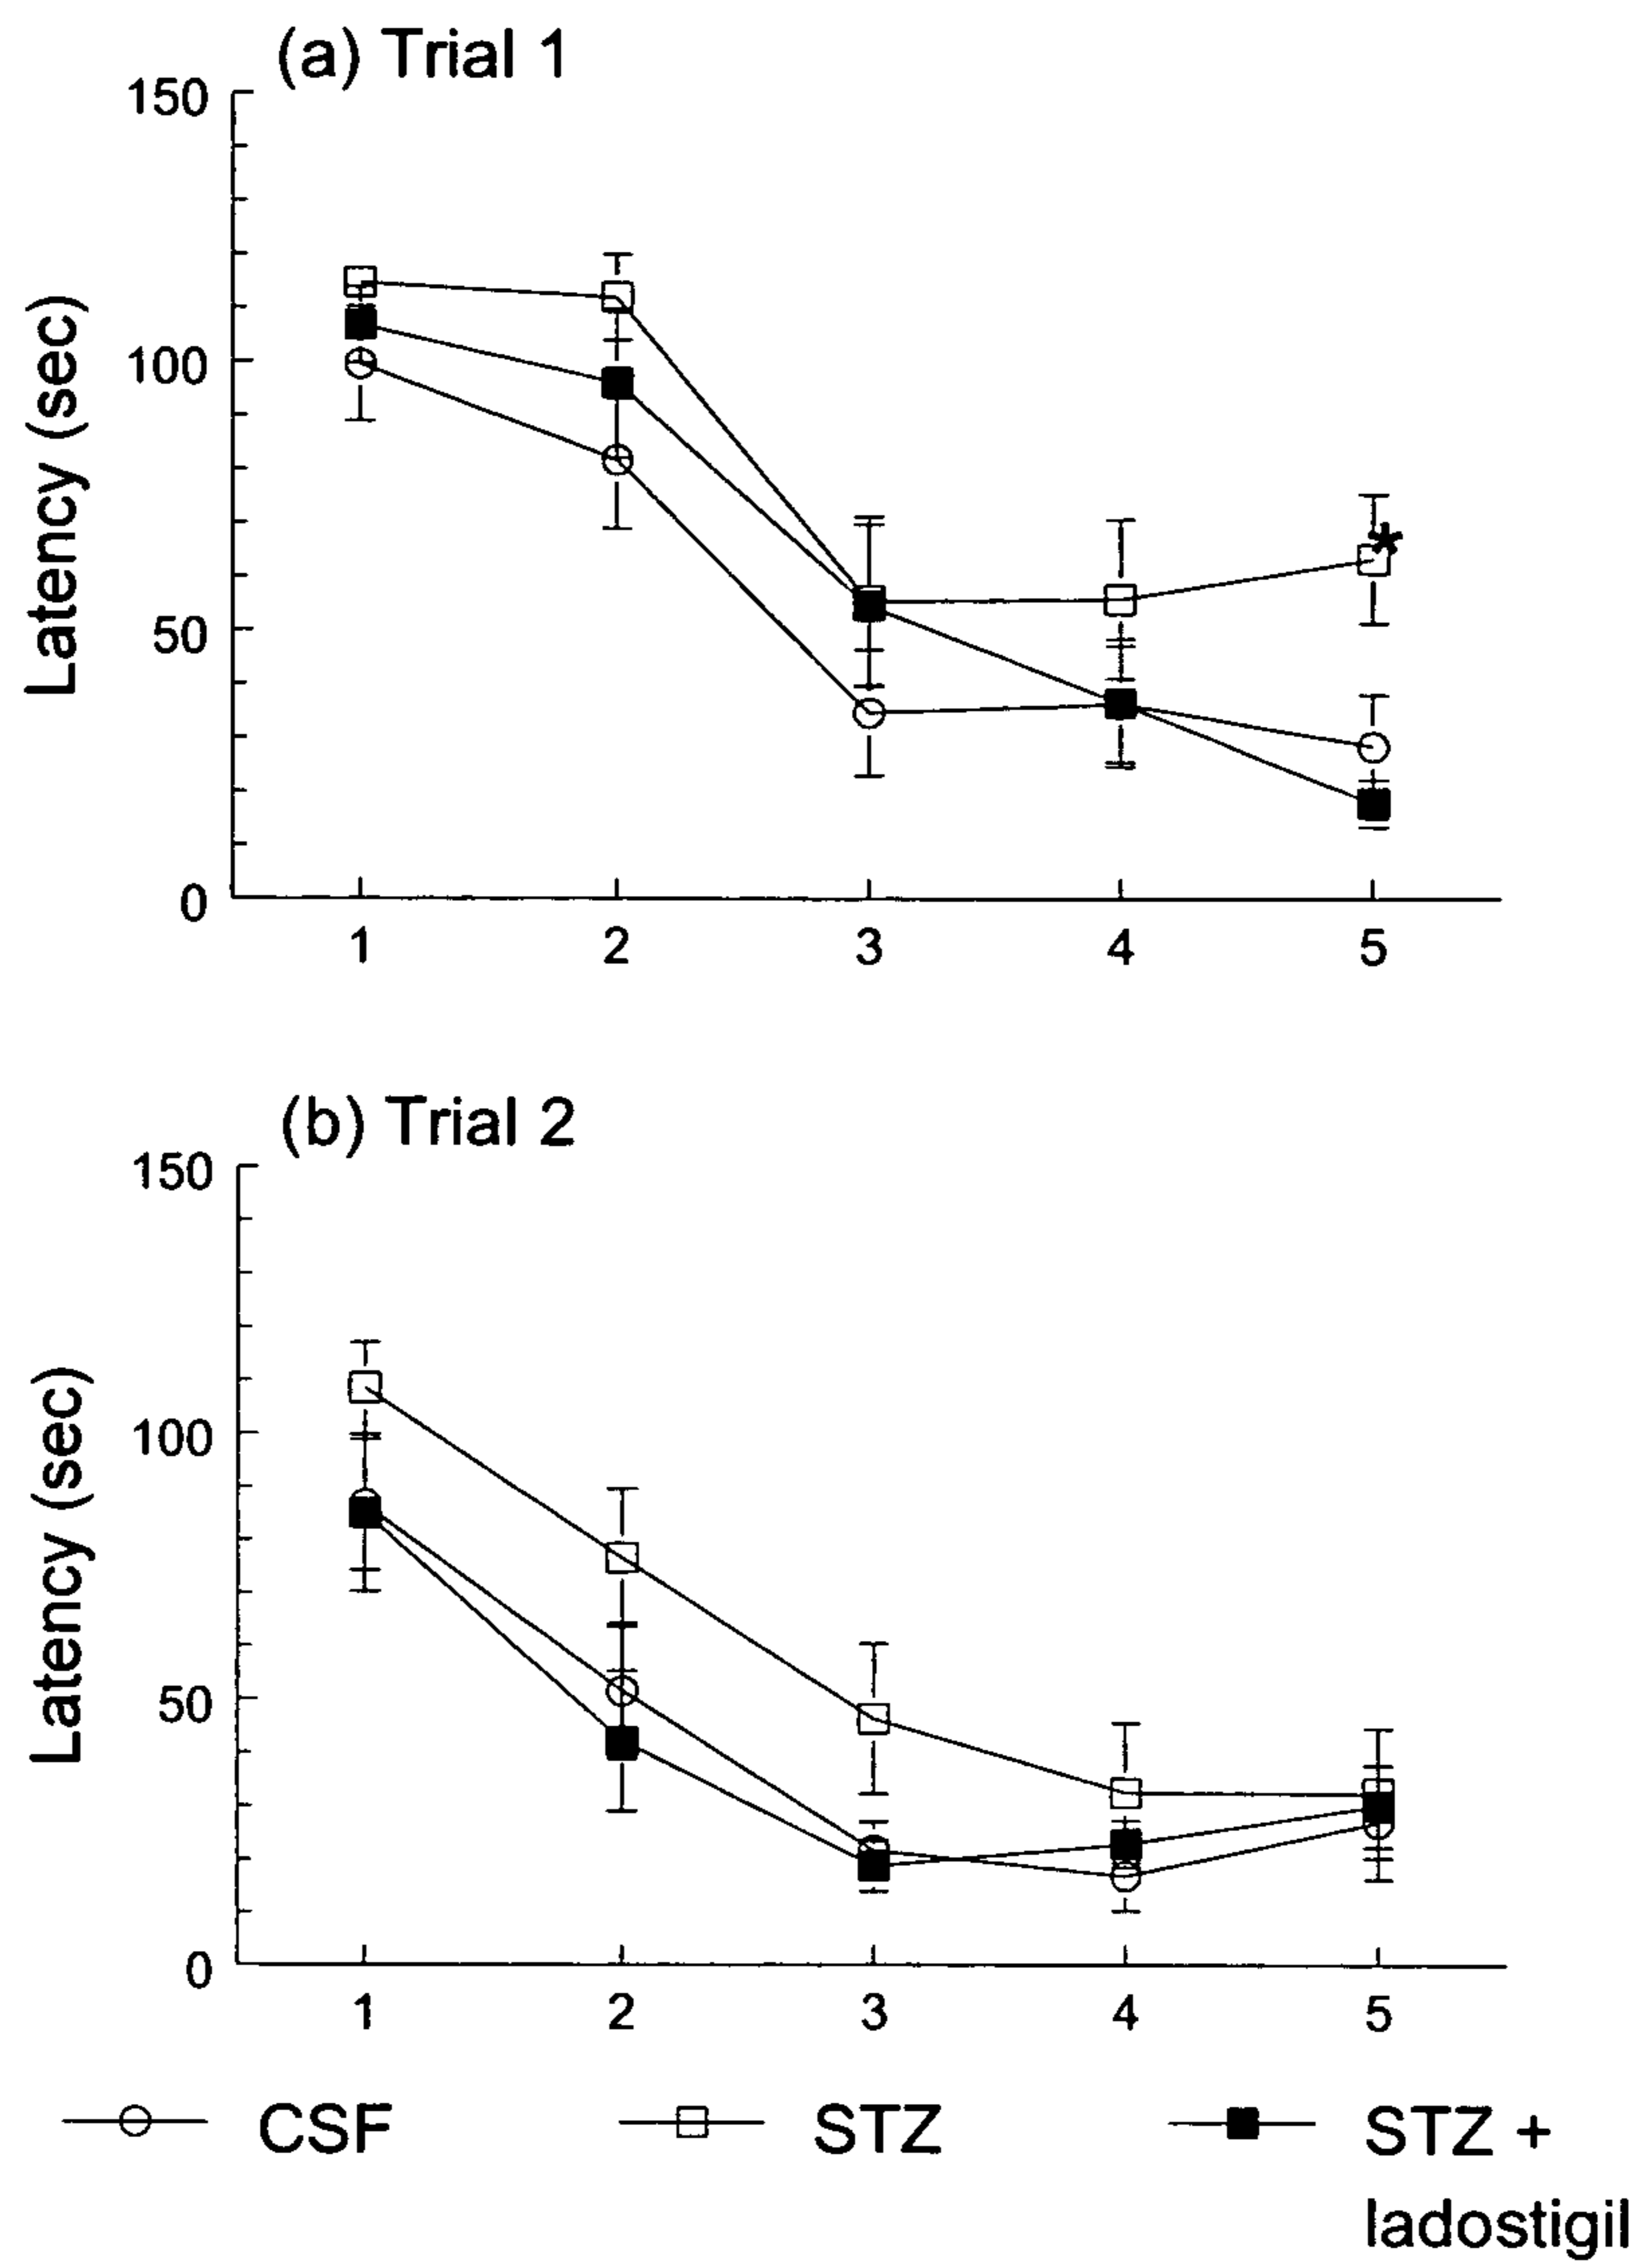 (a) Trial 1
150
100
50
0
Latency (sec)
*
1 2 3 4 5
(b) Trial 2
150
100
50
0
Latency (sec)
1 2 3 4 5
CSF STZ STZ +
ladostigil